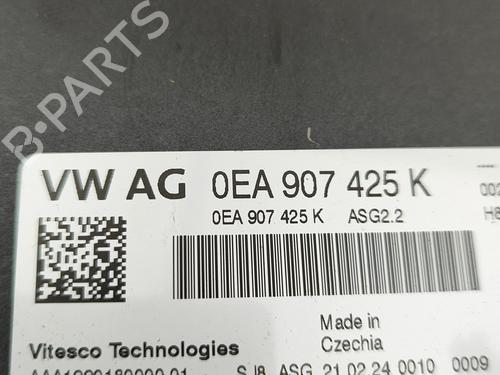 B-PARTS
VW AG 0EA 907 425 K
0EA 907 425 K ASG2.2
Made in
Czechia
Vitesco Technologies
SJ8 ASG 21.02.24 0010 0009